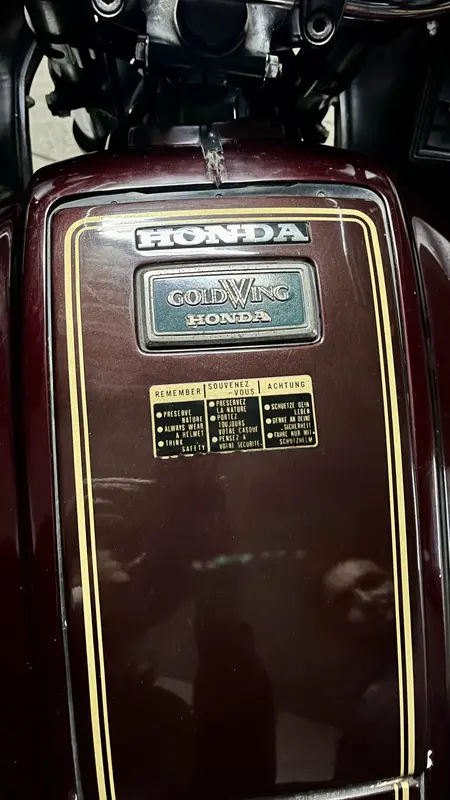 HONDA
GOLDWING
HONDA
REMEMBER
● PRESERVE
NATURE
● ALWAYS WEAR
A HELMET
● THINK
SAFETY
SOUVENEZ
-VOUS
● PRESERVEZ
LA NATURE
● PORTEZ
TOUJOURS
VOTRE CASQUE
● PENSEZ A
VOTRE SECURITE.
ACHTUNG
● SCHUETZE DEIN
LEBEN
● DENKE AN DEINE
SICHERHEIT
● FAHRE NUR MIT
SCHUTZHELM